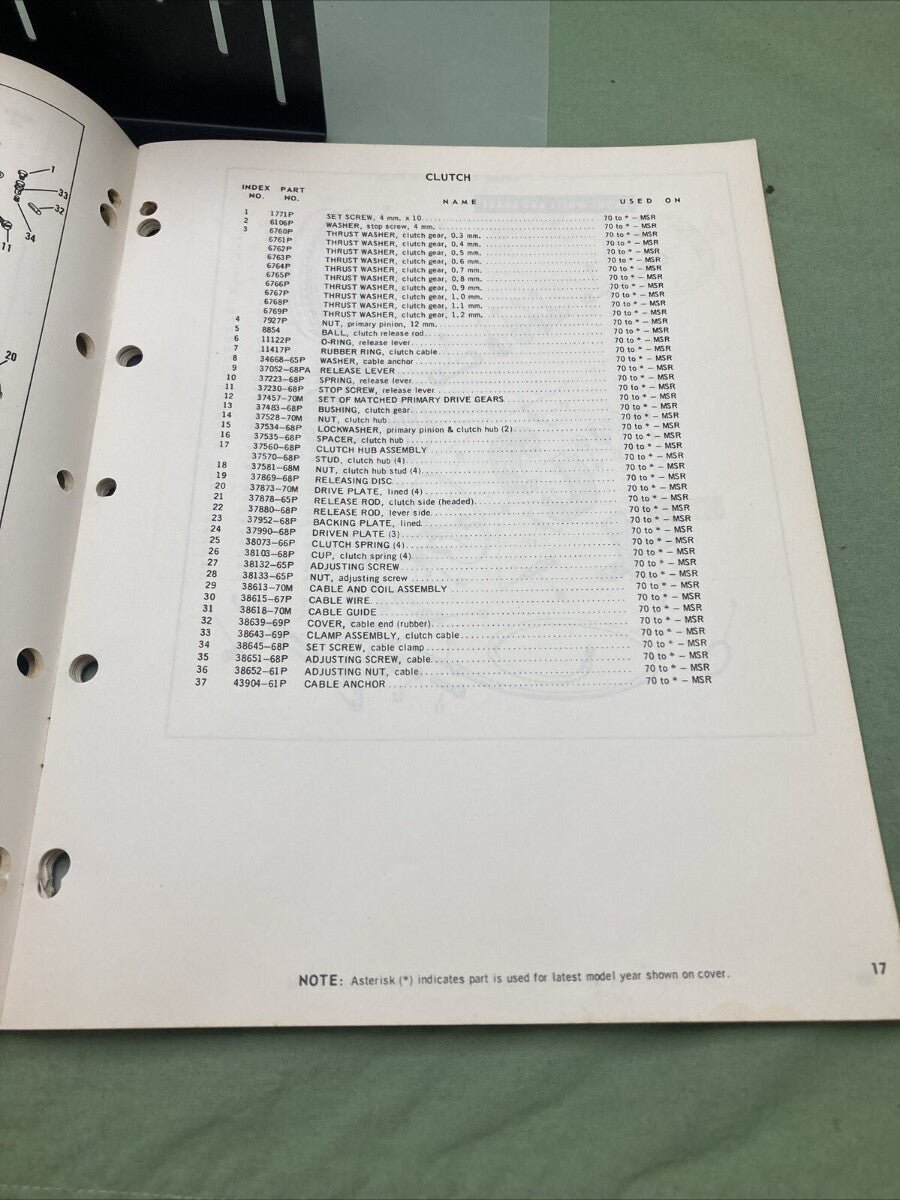 1
33
32
34
11
20
CLUTCH
INDEX NO. PART NO. NAME USED ON
1 1771P SET SCREW, 4 mm. x 10 70 to * – MSR
2 6106P WASHER, stop screw, 4 mm. 70 to * – MSR
3 6760P THRUST WASHER, clutch gear, 0.3 mm. 70 to * – MSR
6761P THRUST WASHER, clutch gear, 0.4 mm. 70 to * – MSR
6762P THRUST WASHER, clutch gear, 0.5 mm. 70 to * – MSR
6763P THRUST WASHER, clutch gear, 0.6 mm. 70 to * – MSR
6764P THRUST WASHER, clutch gear, 0.7 mm. 70 to * – MSR
6765P THRUST WASHER, clutch gear, 0.8 mm. 70 to * – MSR
6766P THRUST WASHER, clutch gear, 0.9 mm. 70 to * – MSR
6767P THRUST WASHER, clutch gear, 1.0 mm. 70 to * – MSR
6768P THRUST WASHER, clutch gear, 1.1 mm. 70 to * – MSR
6769P THRUST WASHER, clutch gear, 1.2 mm. 70 to * – MSR
4 7927P NUT, primary pinion, 12 mm. 70 to * – MSR
5 8854 BALL, clutch release rod 70 to * – MSR
6 11122P O-RING, release lever 70 to * – MSR
7 11417P RUBBER RING, clutch cable 70 to * – MSR
8 34668–65P WASHER, cable anchor 70 to * – MSR
9 37052–68PA RELEASE LEVER 70 to * – MSR
10 37223–68P SPRING, release lever 70 to * – MSR
11 37230–68P STOP SCREW, release lever 70 to * – MSR
12 37457–70M SET OF MATCHED PRIMARY DRIVE GEARS 70 to * – MSR
13 37483–68P BUSHING, clutch gear 70 to * – MSR
14 37528–70M NUT, clutch hub 70 to * – MSR
15 37534–68P LOCKWASHER, primary pinion & clutch hub (2) 70 to * – MSR
16 37535–68P SPACER, clutch hub 70 to * – MSR
17 37560–68P CLUTCH HUB ASSEMBLY 70 to * – MSR
37570–68P STUD, clutch hub (4) 70 to * – MSR
18 37581–68M NUT, clutch hub stud (4) 70 to * – MSR
19 37869–68P RELEASING DISC 70 to * – MSR
20 37873–70M DRIVE PLATE, lined (4) 70 to * – MSR
21 37878–65P RELEASE ROD, clutch side (headed) 70 to * – MSR
22 37880–68P RELEASE ROD, lever side 70 to * – MSR
23 37952–68P BACKING PLATE, lined 70 to * – MSR
24 37990–68P DRIVEN PLATE (3) 70 to * – MSR
25 38073–66P CLUTCH SPRING (4) 70 to * – MSR
26 38103–68P CUP, clutch spring (4) 70 to * – MSR
27 38132–65P ADJUSTING SCREW 70 to * – MSR
28 38133–65P NUT, adjusting screw 70 to * – MSR
29 38613–70M CABLE AND COIL ASSEMBLY 70 to * – MSR
30 38615–67P CABLE WIRE 70 to * – MSR
31 38618–70M CABLE GUIDE 70 to * – MSR
32 38639–69P COVER, cable end (rubber) 70 to * – MSR
33 38643–69P CLAMP ASSEMBLY, clutch cable 70 to * – MSR
34 38645–68P SET SCREW, cable clamp 70 to * – MSR
35 38651–68P ADJUSTING SCREW, cable 70 to * – MSR
36 38652–61P ADJUSTING NUT, cable 70 to * – MSR
37 43904–61P CABLE ANCHOR 70 to * – MSR
NOTE: Asterisk (*) indicates part is used for latest model year shown on cover.
17